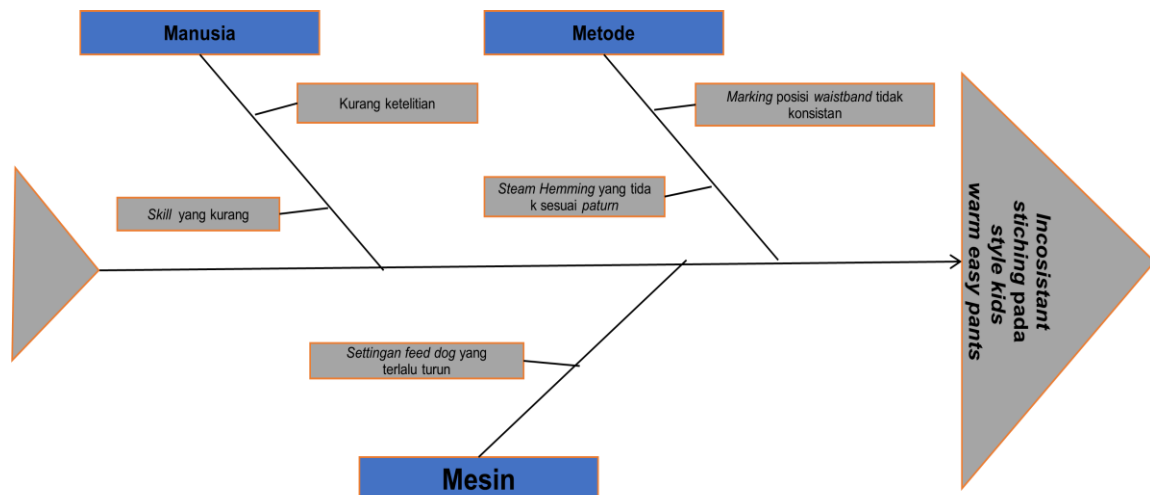 Manusia
Metode
Kurang ketelitian
Marking posisi waistband tidak
konsistan
Skill yang kurang
Steam Hemming yang tida
k sesuai paturn
Incosistant
stiching pada
style kids
warm easy pants
Settingan feed dog yang
terlalu turun
Mesin